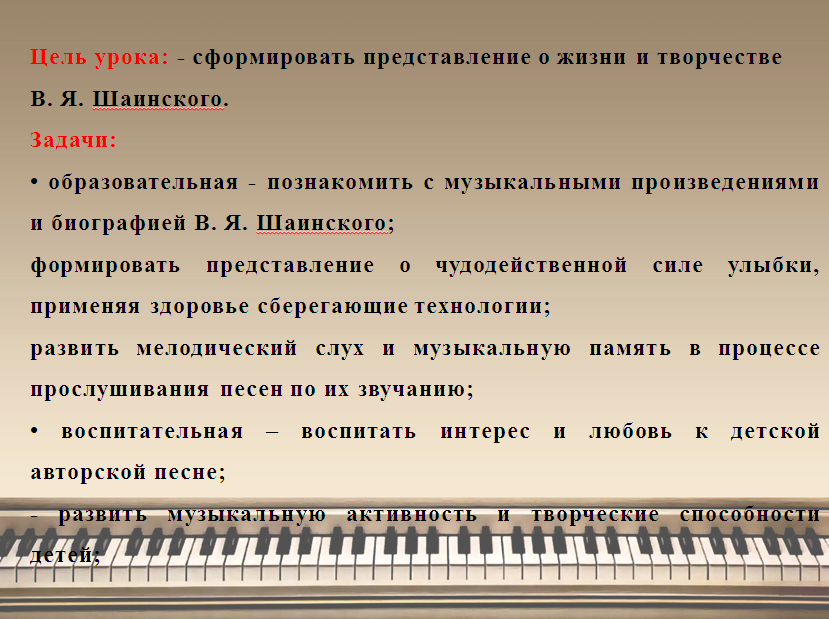 Цель урока: - сформировать представление о жизни и творчестве
В. Я. Шаинского.
Задачи:
• образовательная - познакомить с музыкальными произведениями
и биографией В. Я. Шаинского;
формировать представление о чудодейственной силе улыбки,
применяя здоровье сберегающие технологии;
развить мелодический слух и музыкальную память в процессе
прослушивания песен по их звучанию;
• воспитательная – воспитать интерес и любовь к детской
авторской песне;
- развить музыкальную активность и творческие способности
детей;